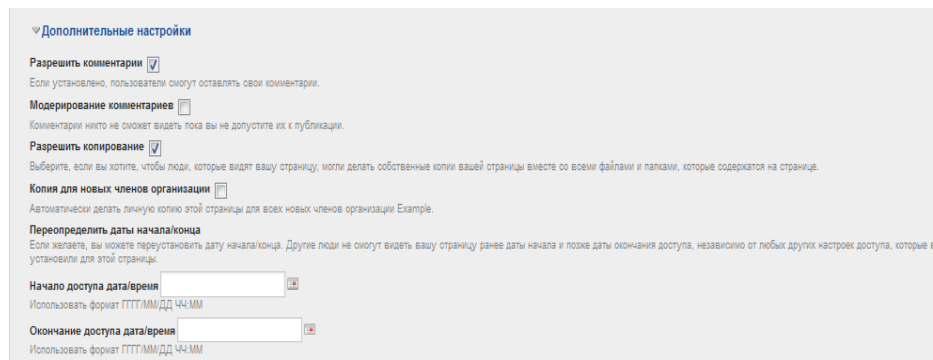 Дополнительные настройки
Разрешить комментарии
Если установлено, пользователи смогут оставлять свои комментарии.
Модерирование комментариев
Комментарии никто не сможет видеть пока вы не допустите их к публикации.
Разрешить копирование
Выберите, если вы хотите, чтобы люди, которые видят вашу страницу, могли делать собственные копии вашей страницы вместе со всеми файлами и папками, которые содержатся на странице.
Копия для новых членов организации
Автоматически делать личную копию этой страницы для всех новых членов организации Example.
Переопределить даты начала/конца
Если желаете, вы можете переустановить дату начала/конца. Другие люди не смогут видеть вашу страницу ранее даты начала и позже даты окончания доступа, независимо от любых других настроек доступа, которые
установили для этой страницы.
Начало доступа дата/время
Использовать формат ГГГГ/ММ/ДД ЧЧ:ММ
Окончание доступа дата/время
Использовать формат ГГГГ/ММ/ДД ЧЧ:ММ